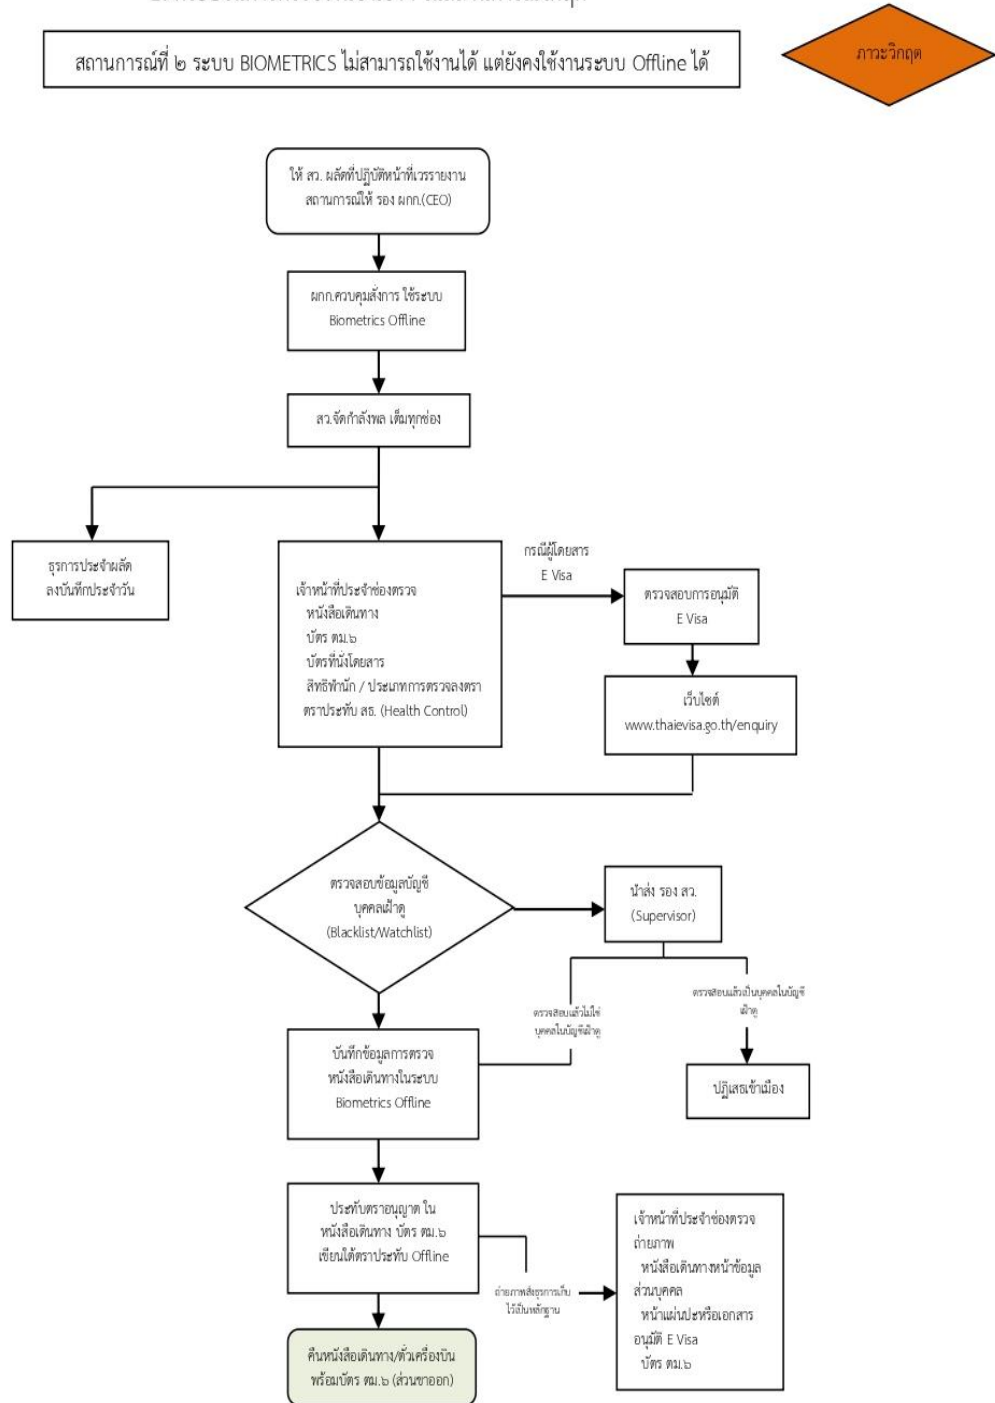 สถานการณ์ที่ ๒ ระบบ BIOMETRICS ไม่สามารถใช้งานได้ แต่ยังคงใช้งานระบบ Offline ได้
ภาวะวิกฤต
ให้ สว. ผลัดที่ปฏิบัติหน้าที่เวรรายงาน
สถานการณ์ให้ รอง ผกก.(CEO)
ผกก.ควบคุมสั่งการ ใช้ระบบ
Biometrics Offline
สว.จัดกำลังพล เต็มทุกช่อง
ธุรการประจำผลัด
ลงบันทึกประจำวัน
เจ้าหน้าที่ประจำช่องตรวจ
หนังสือเดินทาง
บัตร ตม.๖
บัตรที่นั่งโดยสาร
สิทธิพำนัก / ประเภทการตรวจลงตรา
ตราประทับ สธ. (Health Control)
กรณีผู้โดยสาร
E Visa
ตรวจสอบการอนุมัติ
E Visa
เว็บไซต์
www.thaievisa.go.th/enquiry
ตรวจสอบข้อมูลบัญชี
บุคคลเฝ้าดู
(Blacklist/Watchlist)
นำส่ง รอง สว.
(Supervisor)
ตรวจสอบแล้วไม่ใช่
บุคคลในบัญชีเฝ้าดู
ตรวจสอบแล้วเป็นบุคคลในบัญชี
เฝ้าดู
ปฏิเสธเข้าเมือง
บันทึกข้อมูลการตรวจ
หนังสือเดินทางในระบบ
Biometrics Offline
ประทับตราอนุญาต ใน
หนังสือเดินทาง บัตร ตม.๖
เขียนใต้ตราประทับ Offline
ถ่ายภาพส่งธุรการเก็บ
ไว้เป็นหลักฐาน
เจ้าหน้าที่ประจำช่องตรวจ
ถ่ายภาพ
หนังสือเดินทางหน้าข้อมูล
ส่วนบุคคล
หน้าแผ่นปะหรือเอกสาร
อนุมัติ E Visa
บัตร ตม.๖
คืนหนังสือเดินทาง/ตั๋วเครื่องบิน
พร้อมบัตร ตม.๖ (ส่วนขาออก)